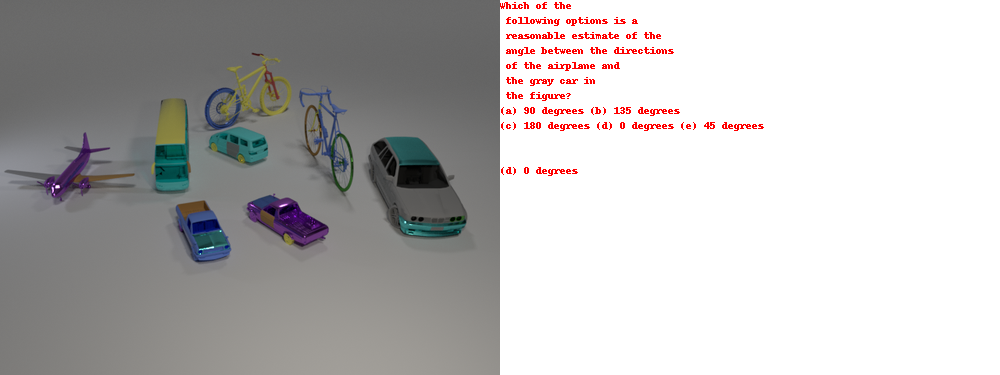 Which of the
following options is a
reasonable estimate of the
angle between the directions
of the airplane and
the gray car in
the figure?
(a) 90 degrees (b) 135 degrees
(c) 180 degrees (d) 0 degrees (e) 45 degrees
(d) 0 degrees